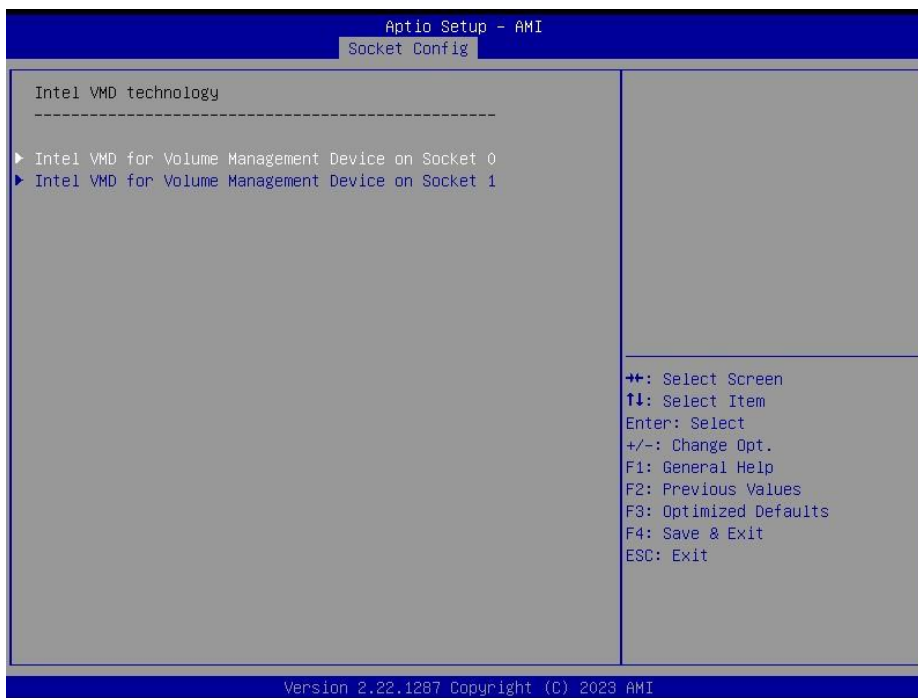 Aptio Setup - AMI
Socket Config
Intel VMD technology
--------------------------------------------------
▶ Intel VMD for Volume Management Device on Socket 0
▶ Intel VMD for Volume Management Device on Socket 1
→←: Select Screen
↑↓: Select Item
Enter: Select
+/-: Change Opt.
F1: General Help
F2: Previous Values
F3: Optimized Defaults
F4: Save & Exit
ESC: Exit
Version 2.22.1287 Copyright (C) 2023 AMI